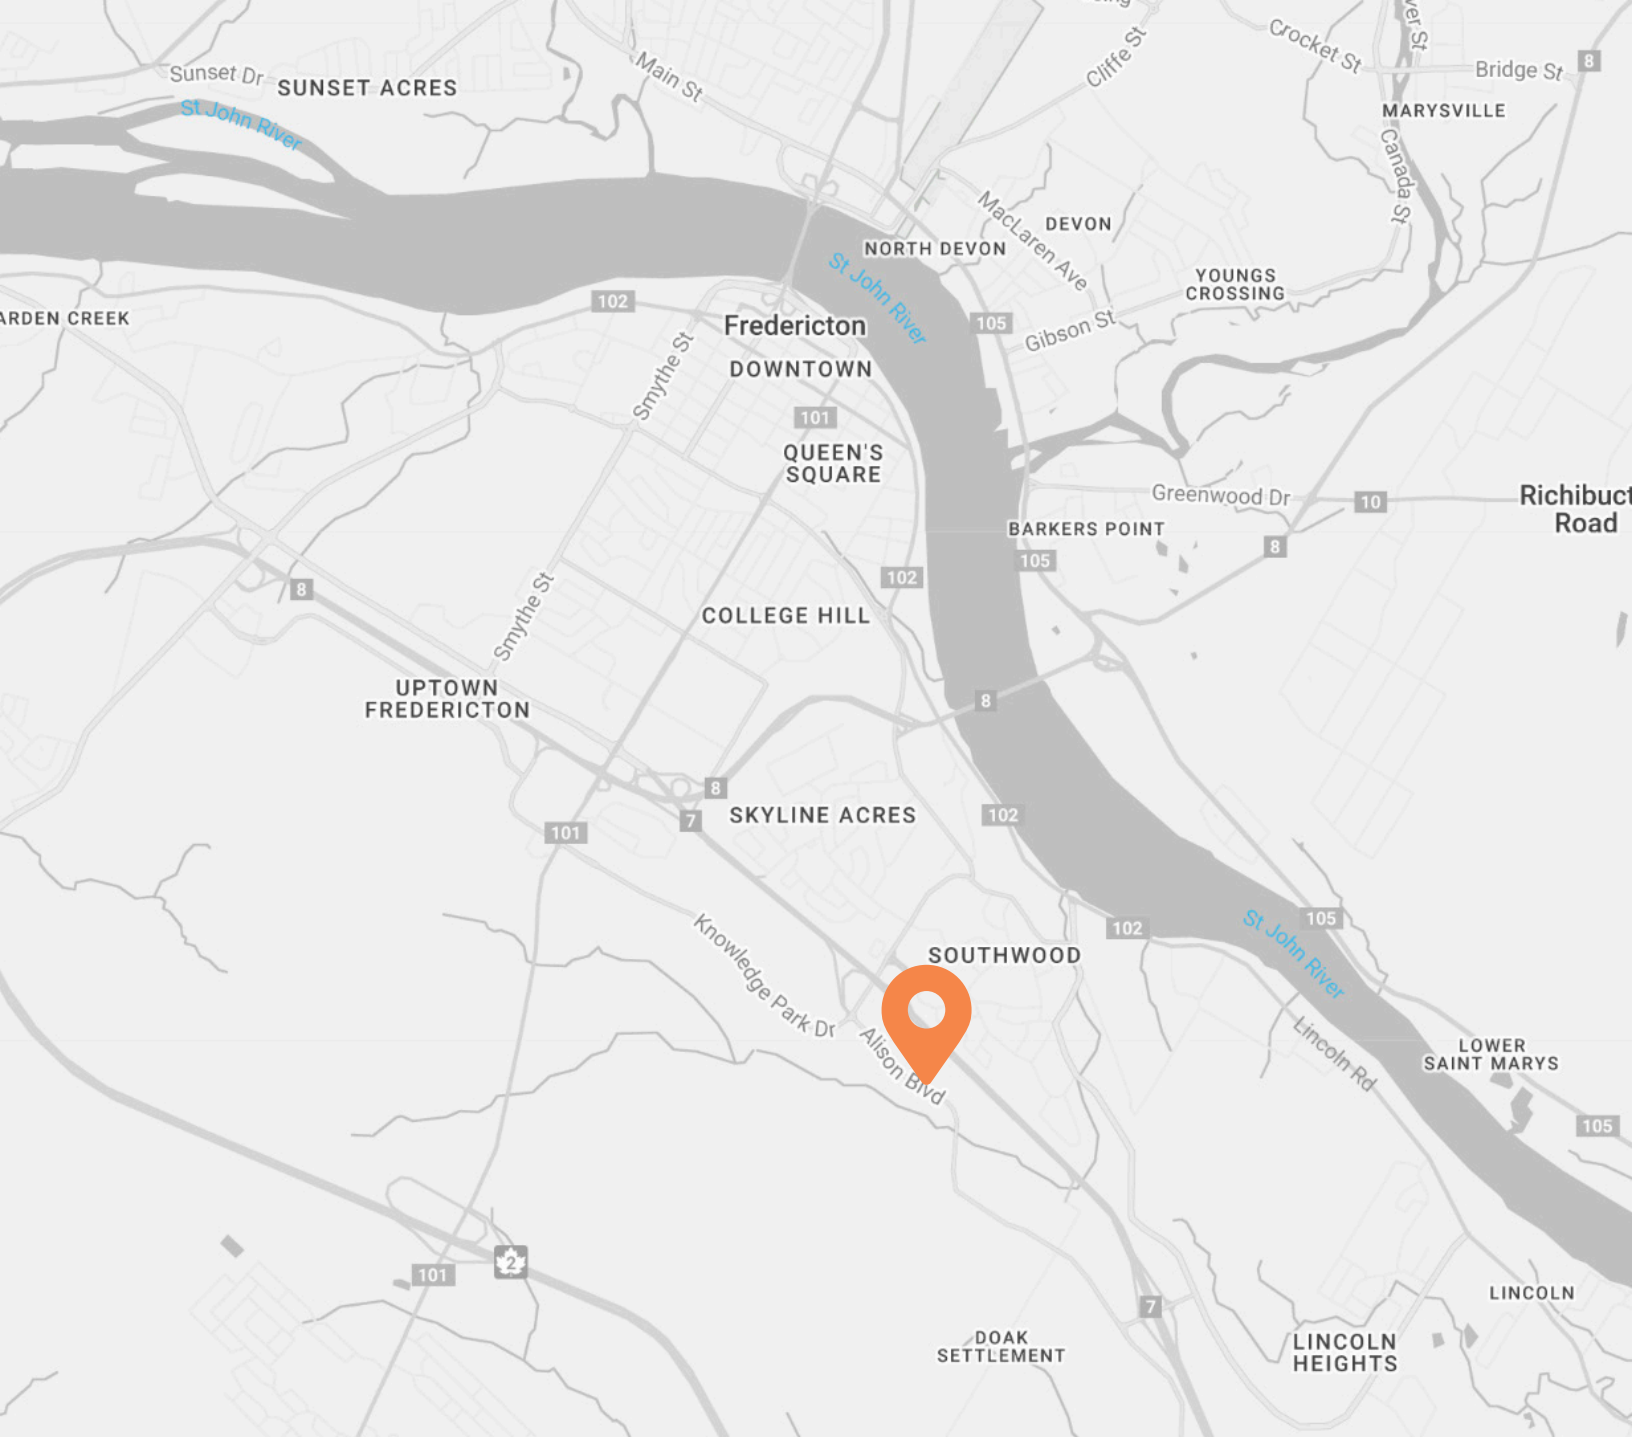 Crocket St
8
Bridge St
Main St
Cliffe St
Sunset Dr
SUNSET ACRES
MARYSVILLE
St John River
Canada St
MacLaren Ave
DEVON
NORTH DEVON
YOUNGS
CROSSING
St John River
102
ARDEN CREEK
Fredericton
105
Gibson St
Smythe St
DOWNTOWN
101
QUEEN'S
SQUARE
Greenwood Dr
10
Richibuct
Road
BARKERS POINT
8
105
102
8
Smythe St
COLLEGE HILL
UPTOWN
FREDERICTON
8
8
7
SKYLINE ACRES
102
101
Knowledge Park Dr
SOUTHWOOD
102
105
St John River
Alison Blvd
Lincoln Rd
LOWER
SAINT MARYS
105
2
101
7
LINCOLN
DOAK
SETTLEMENT
LINCOLN
HEIGHTS